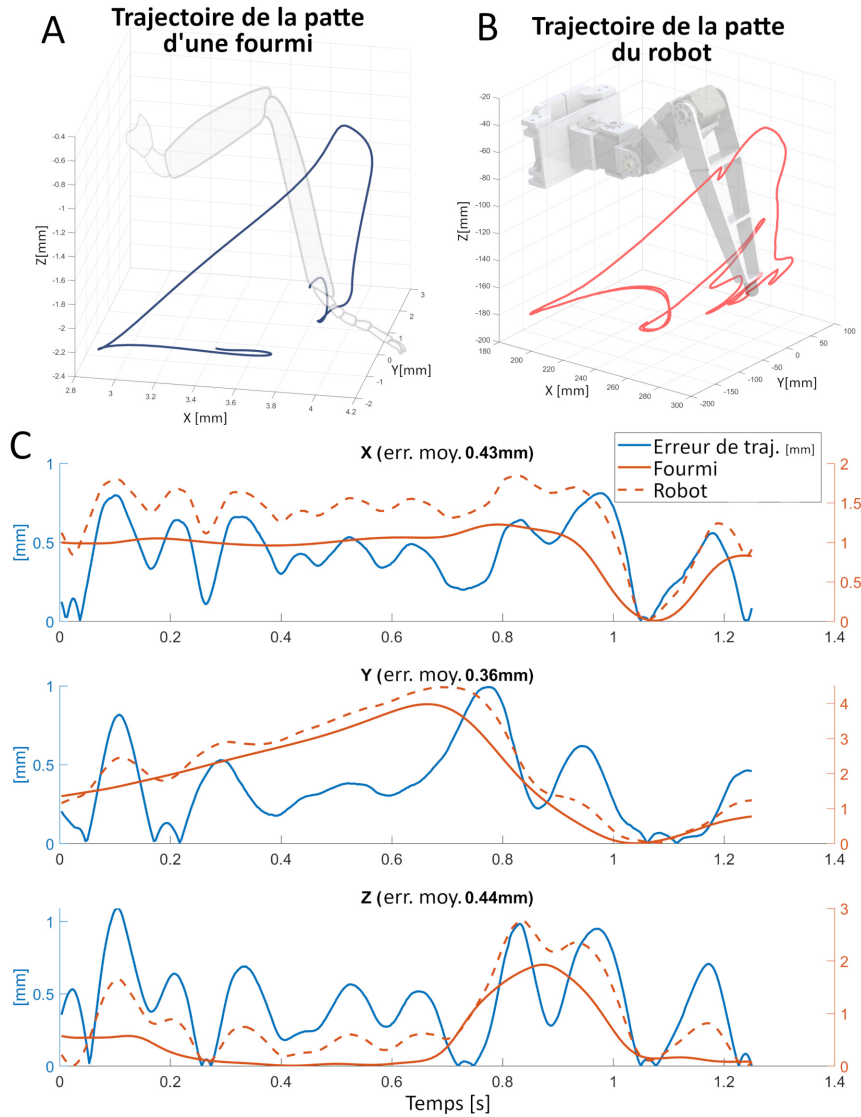 A
Trajectoire de la patte
d'une fourmi
-0.4
-0.6
-0.8
-1
-1.2
-1.4
-1.6
-1.8
-2
-2.2
-2.4
Z[mm]
2.8
3
3.2
3.4
3.6
3.8
4
4.2
X [mm]
3
2
1
0
-1
-2
Y[mm]
B
Trajectoire de la patte
du robot
-20
-40
-60
-80
-100
-120
-140
-160
-180
-200
Z[mm]
180
200
220
240
260
280
300
X [mm]
100
50
0
-50
-100
-150
-200
Y[mm]
C
X (err. moy. 0.43mm)
Erreur de traj. [mm]
Fourmi
Robot
1
0.5
0
[mm]
2
1.5
1
0.5
0
0 0.2 0.4 0.6 0.8 1 1.2 1.4
Y (err. moy. 0.36mm)
1
0.5
0
[mm]
4
3
2
1
0
0 0.2 0.4 0.6 0.8 1 1.2 1.4
Z (err. moy. 0.44mm)
1
0.5
0
[mm]
3
2
1
0
0 0.2 0.4 0.6 0.8 1 1.2 1.4
Temps [s]